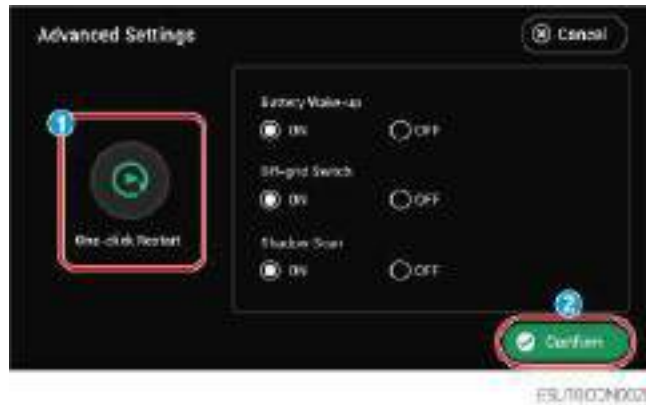 Advanced Settings
Cancel
1
Battery Wake-up
ON OFF
Off-grid Switch
ON OFF
One-click Restart
Shadow Scan
ON OFF
2
Confirm